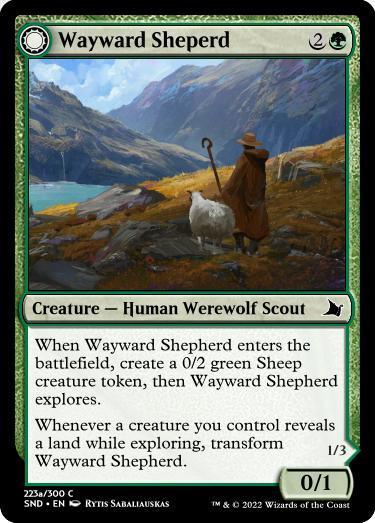 Wayward Sheperd 2
Creature — Human Werewolf Scout
When Wayward Shepherd enters the
battlefield, create a 0/2 green Sheep
creature token, then Wayward Shepherd
explores.
Whenever a creature you control reveals
a land while exploring, transform
Wayward Shepherd.
1/3
0/1
223a/300 C
SND • EN Rytis Sabaliauskas
™ & © 2022 Wizards of the Coast